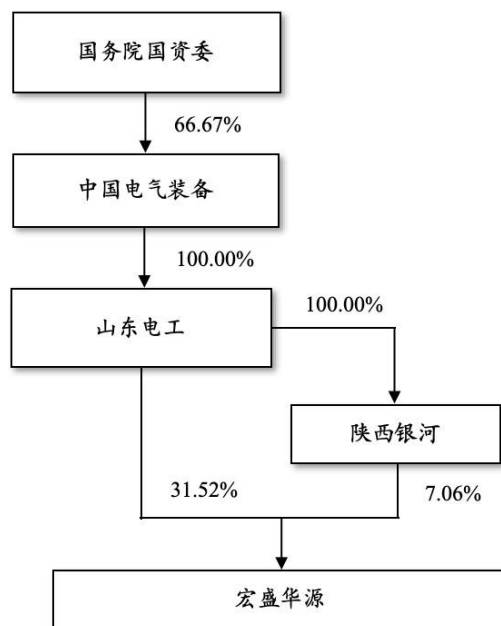 国务院国资委
66.67%
中国电气装备
100.00%
山东电工
100.00%
陕西银河
31.52%
7.06%
宏盛华源